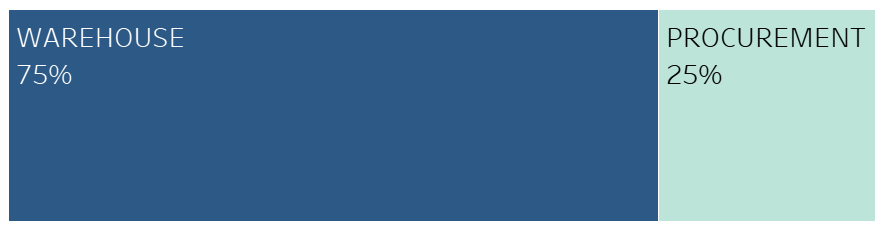 WAREHOUSE
75%
PROCUREMENT
25%